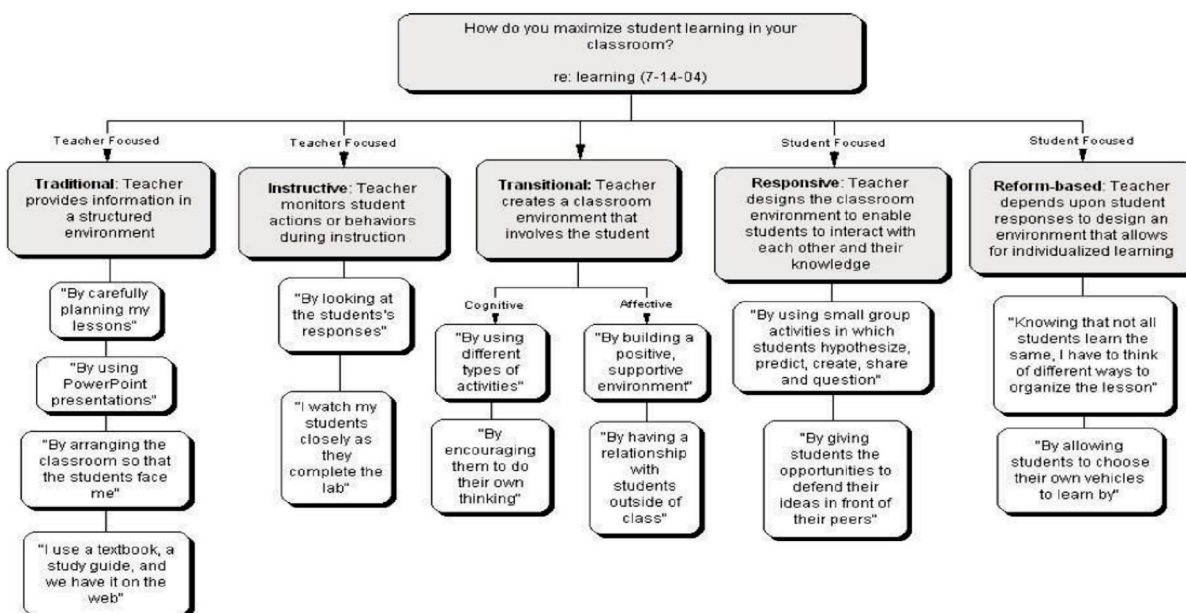 How do you maximize student learning in your
classroom?
re: learning (7-14-04)
Teacher Focused
Traditional: Teacher
provides information in
a structured
environment
"By carefully
planning my
lessons"
"By using
PowerPoint
presentations"
"By arranging the
classroom so that
the students face
me"
"I use a textbook, a
study guide, and
we have it on the
web"
Teacher Focused
Instructive: Teacher
monitors student
actions or behaviors
during instruction
"By looking at
the students's
responses"
"I watch my
students
closely as
they
complete the
lab"
Transitional: Teacher
creates a classroom
environment that
involves the student
Cognitive
"By using
different
types of
activities"
"By
encouraging
them to do
their own
thinking"
Affective
"By building a
positive,
supportive
environment"
"By having a
relationship
with
students
outside of
class"
Student Focused
Responsive: Teacher
designs the classroom
environment to enable
students to interact with
each other and their
knowledge
"By using small group
activities in which
students hypothesize,
predict, create, share
and question"
"By giving
students the
opportunities to
defend their
ideas in front of
their peers"
Student Focused
Reform-based: Teacher
depends upon student
responses to design an
environment that allows
for individualized learning
"Knowing that not all
students learn the
same, I have to think
of different ways to
organize the lesson"
"By allowing
students to choose
their own vehicles
to learn by"